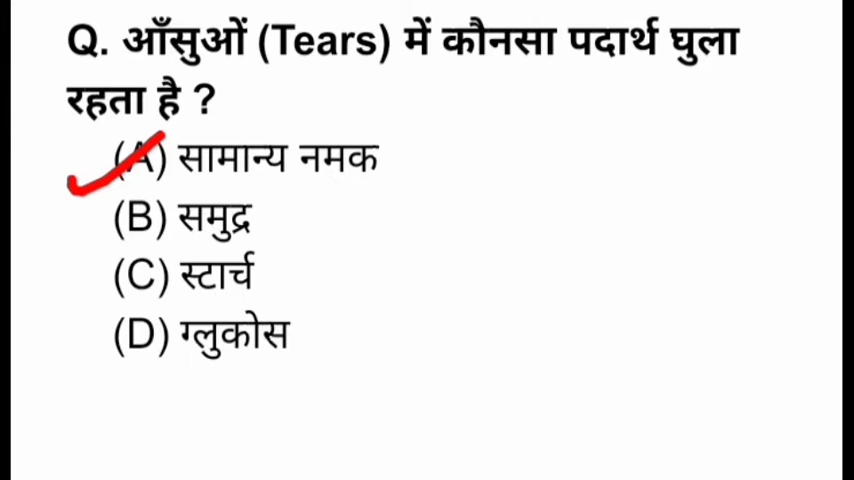 Q. आँसुओं (Tears) में कौनसा पदार्थ घुला
रहता है ?
(A) सामान्य नमक
(B) समुद्र
(C) स्टार्च
(D) ग्लुकोस